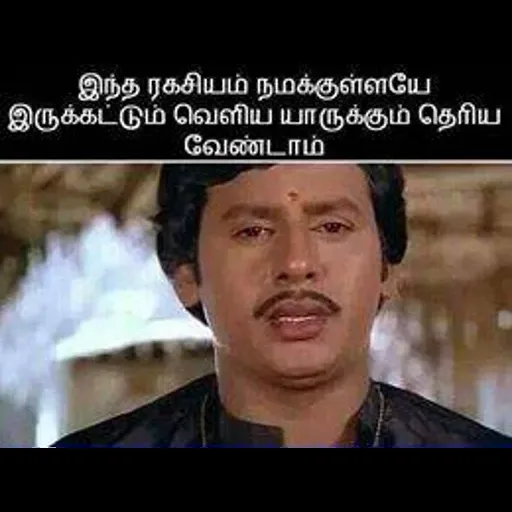 இந்த ரகசியம் நமக்குள்ளயே
இருக்கட்டும் வெளிய யாருக்கும் தெரிய
வேண்டாம்